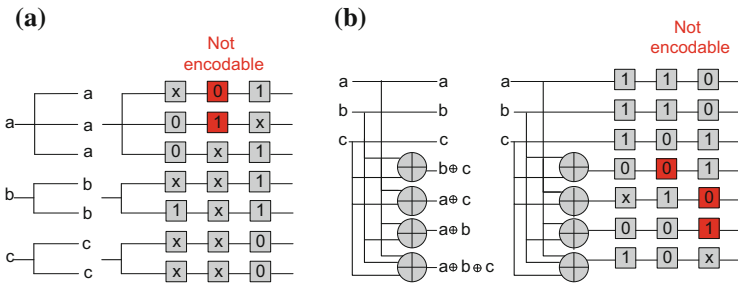 (a)
Not
encodable
a
a
a
a
x 0 1
0 1 x
0 x 1
b
b
b
x x 1
1 x 1
c
c
c
x x 0
x x 0
(b)
Not
encodable
a
b
c
a
b
c
b⊕c
a⊕c
a⊕b
a⊕b⊕c
a
b
c
1 1 0
1 1 0
1 0 1
0 0 1
x 1 0
0 0 1
1 0 x